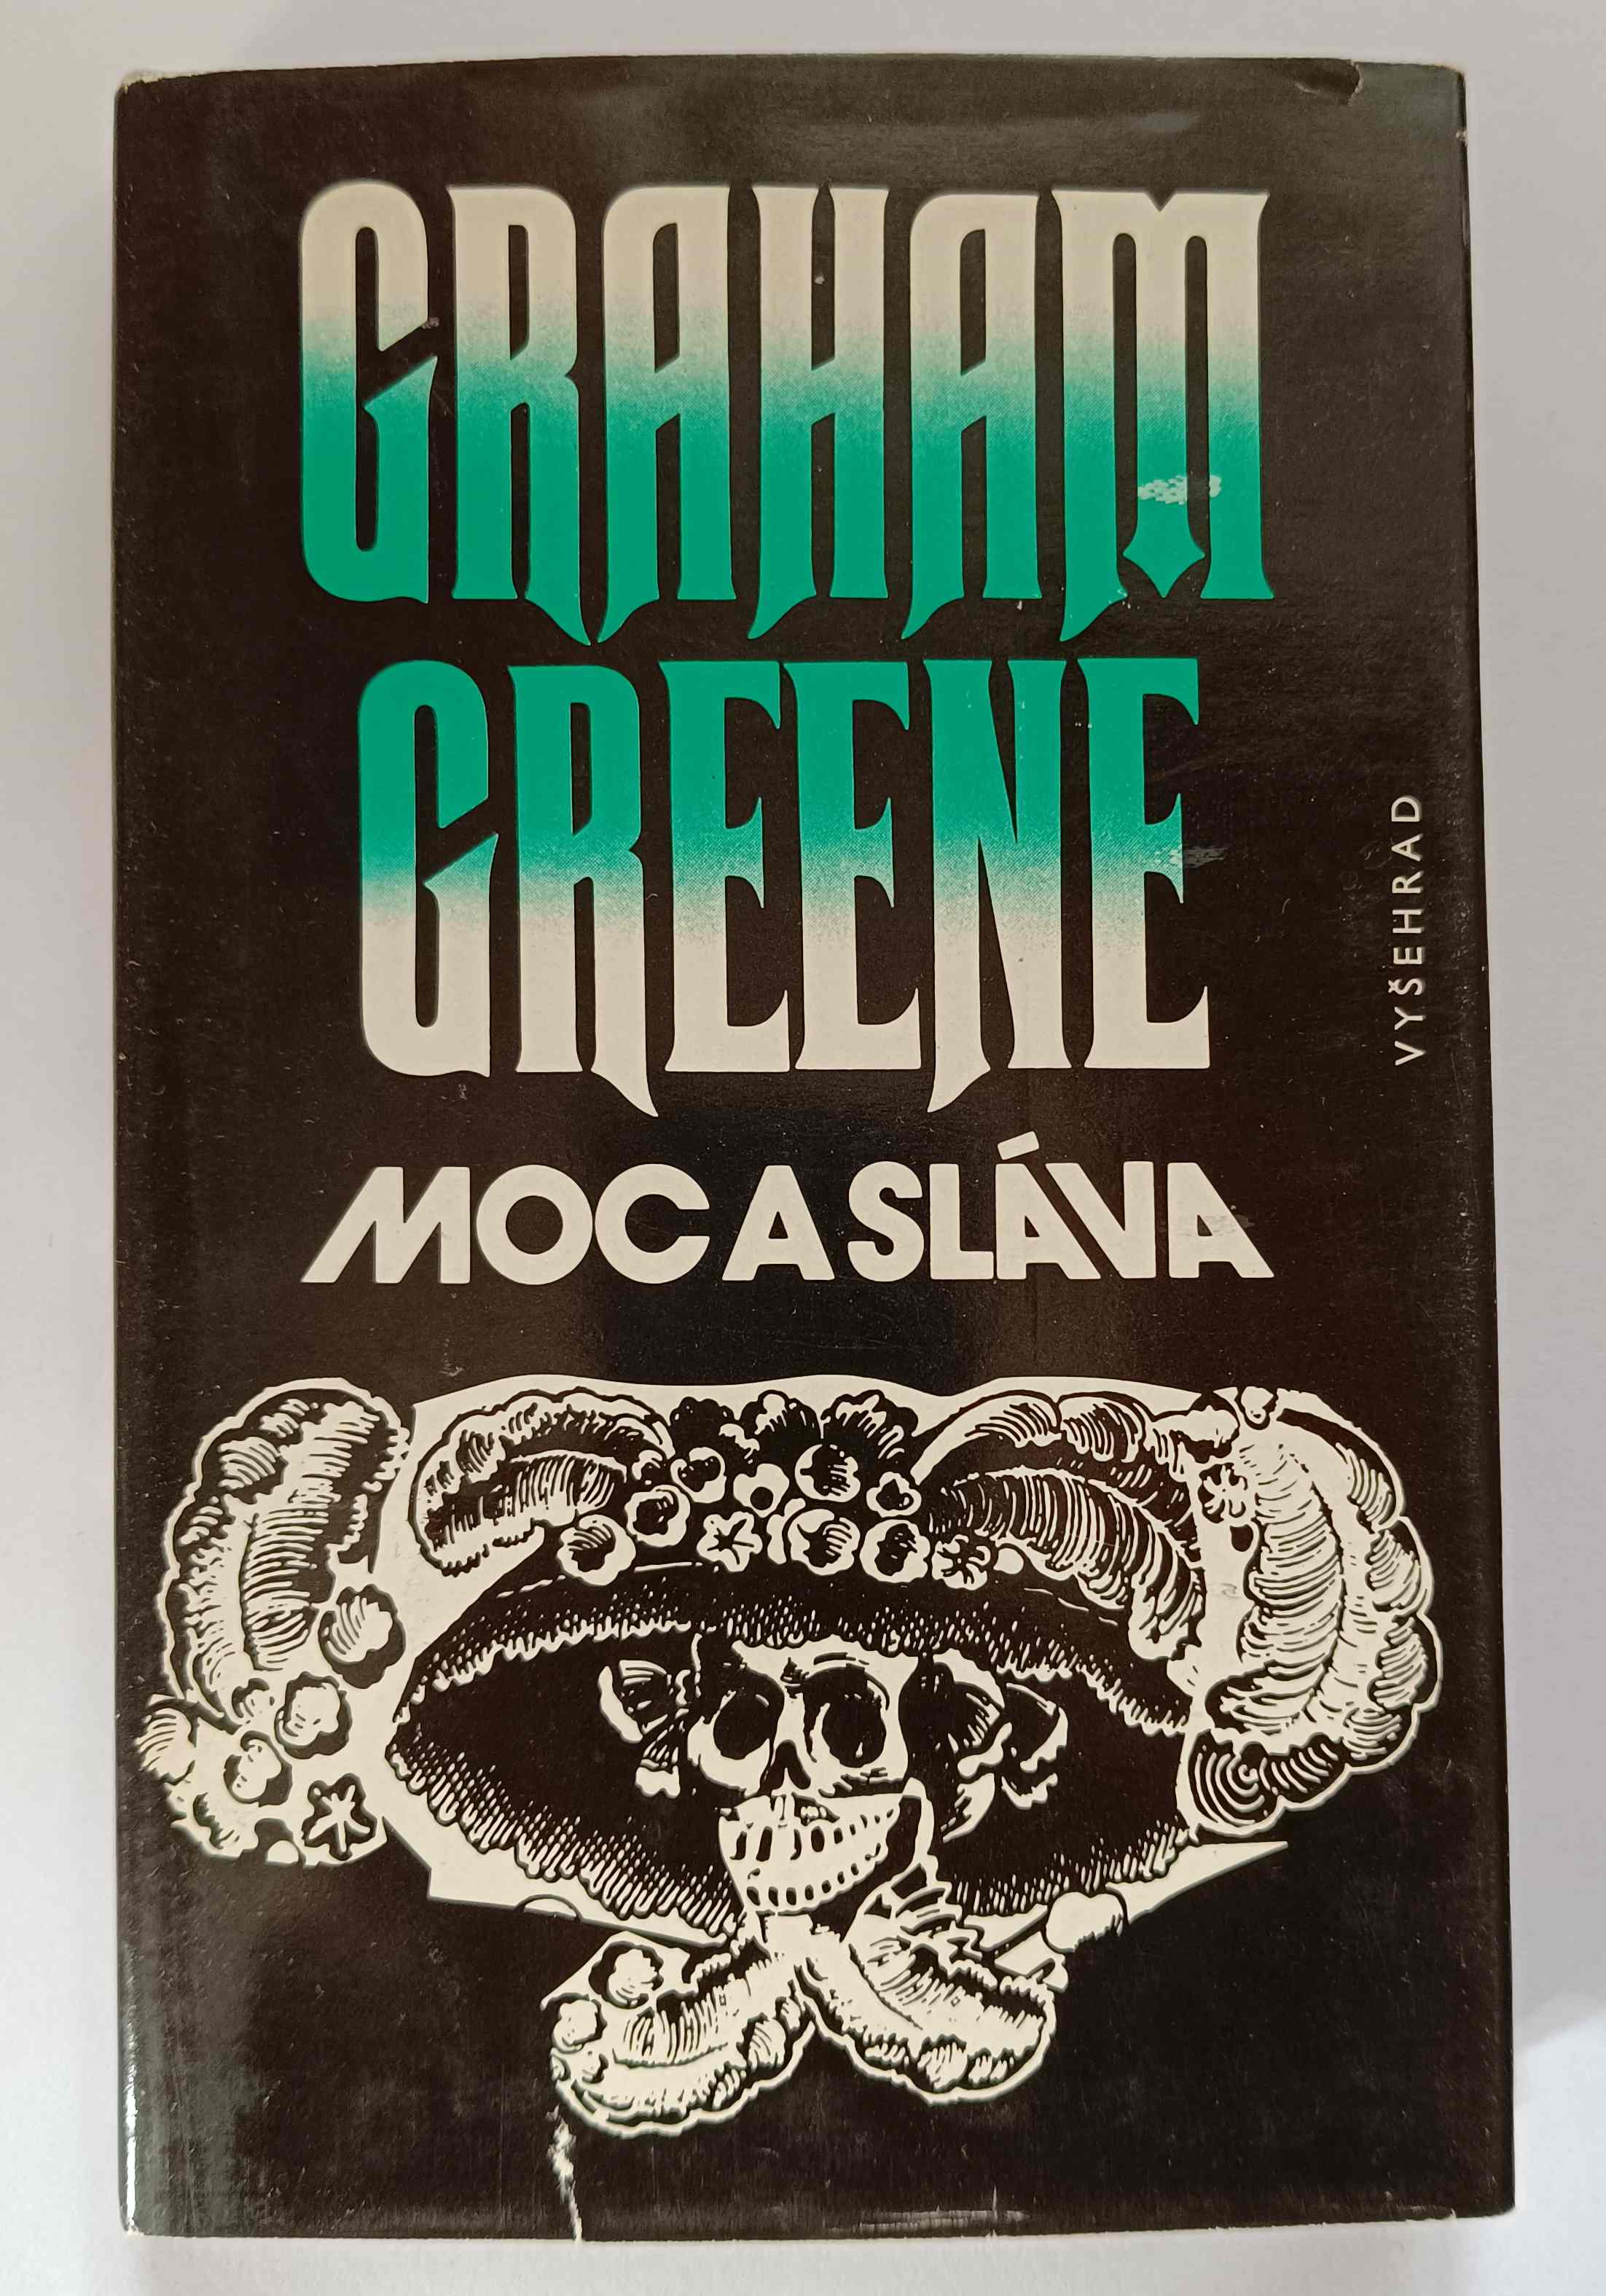 GRAHAM
GREENE
VYŠEHRAD
MOC A SLÁVA